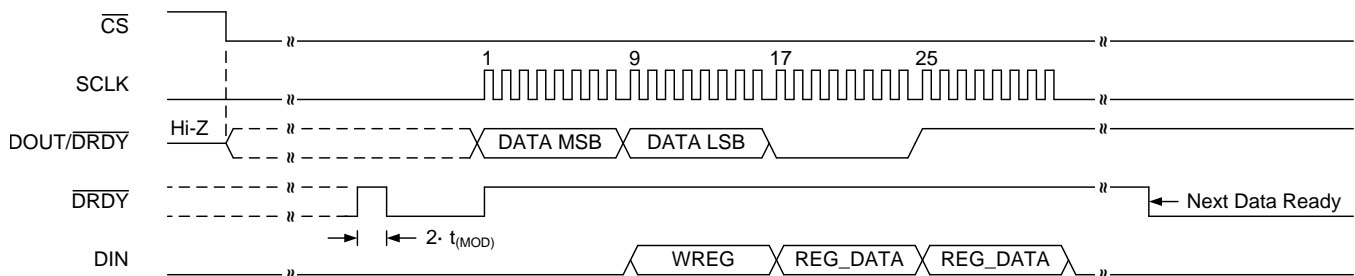 CS
1 9 17 25
SCLK
Hi-Z
DOUT/DRDY DATA MSB DATA LSB
DRDY Next Data Ready
2· t(MOD)
DIN WREG REG_DATA REG_DATA